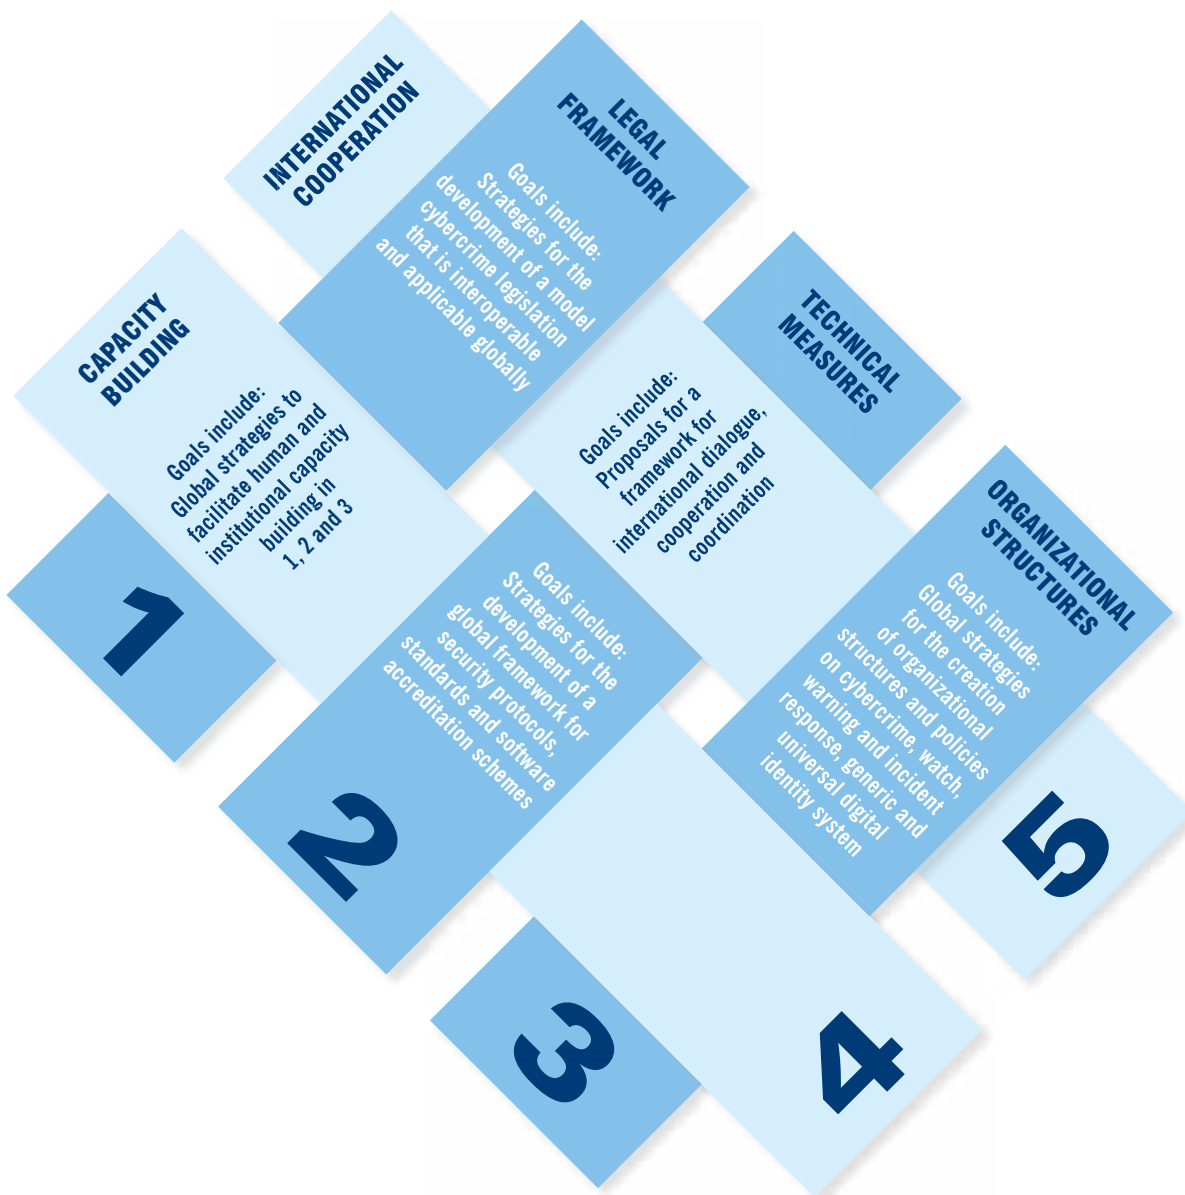 LEGAL
FRAMEWORK
Goals include:
Strategies for the
development of a model
cybercrime legislation
that is interoperable
and applicable globally
1
TECHNICAL
MEASURES
Goals include:
Strategies for the
development of a
global framework for
security protocols,
standards and software
accreditation schemes
2
ORGANIZATIONAL
STRUCTURES
Goals include:
Global strategies
for the creation
of organizational
structures and policies
on cybercrime, watch,
warning and incident
response, generic and
universal digital
identity system
3
CAPACITY
BUILDING
Goals include:
Global strategies to
facilitate human and
institutional capacity
building in
1, 2 and 3
4
INTERNATIONAL
COOPERATION
Goals include:
Proposals for a
framework for
international dialogue,
cooperation and
coordination
5